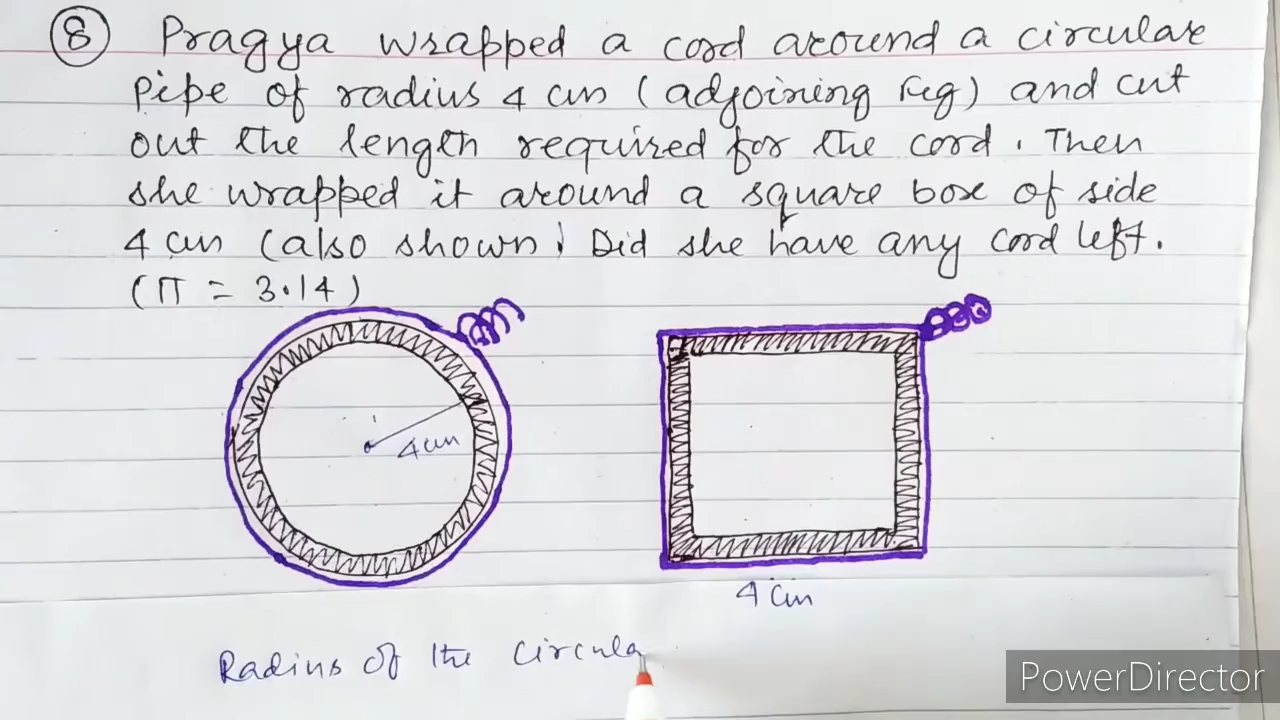 8 Pragya wrapped a cord around a circular
pipe of radius 4 cm (adjoining Fig) and cut
out the length required for the cord. Then
she wrapped it around a square box of side
4 cm (also shown) Did she have any cord left.
(π = 3.14)
4cm
4 cm
Radius of the circula
PowerDirector